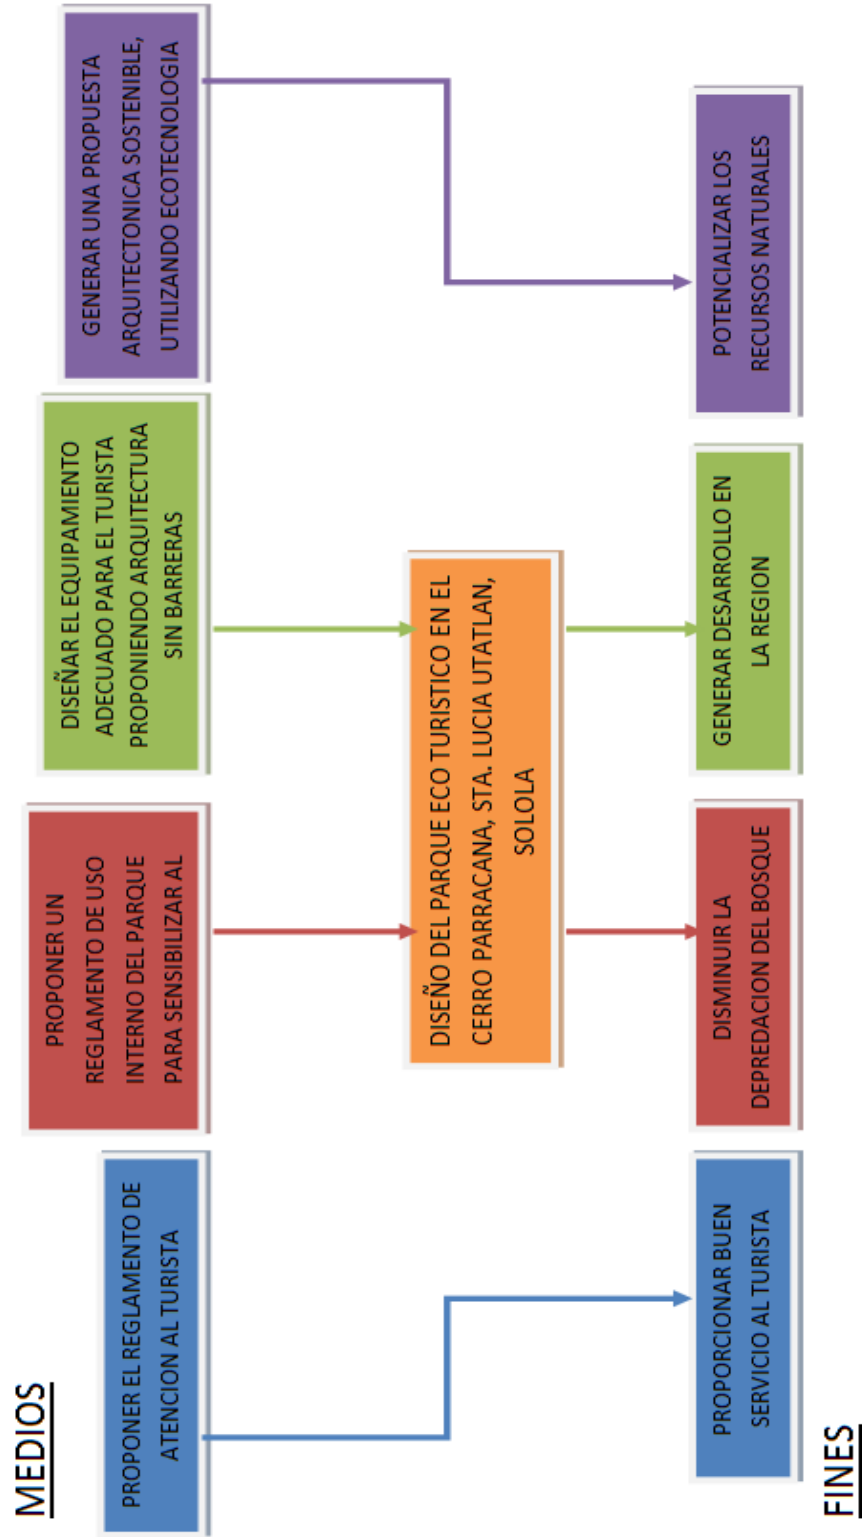 MEDIOS
PROPONER EL REGLAMENTO DE
ATENCION AL TURISTA
PROPONER UN
REGLAMENTO DE USO
INTERNO DEL PARQUE
PARA SENSIBILIZAR AL
DISEÑAR EL EQUIPAMIENTO
ADECUADO PARA EL TURISTA
PROPONIENDO ARQUITECTURA
SIN BARRERAS
GENERAR UNA PROPUESTA
ARQUITECTONICA SOSTENIBLE,
UTILIZANDO ECOTECNOLOGIA
DISEÑO DEL PARQUE ECO TURISTICO EN EL
CERRO PARRACANA, STA. LUCIA UTATLAN,
SOLOLA
PROPORCIONAR BUEN
SERVICIO AL TURISTA
DISMINUIR LA
DEPREDACION DEL BOSQUE
GENERAR DESARROLLO EN
LA REGION
POTENCIALIZAR LOS
RECURSOS NATURALES
FINES